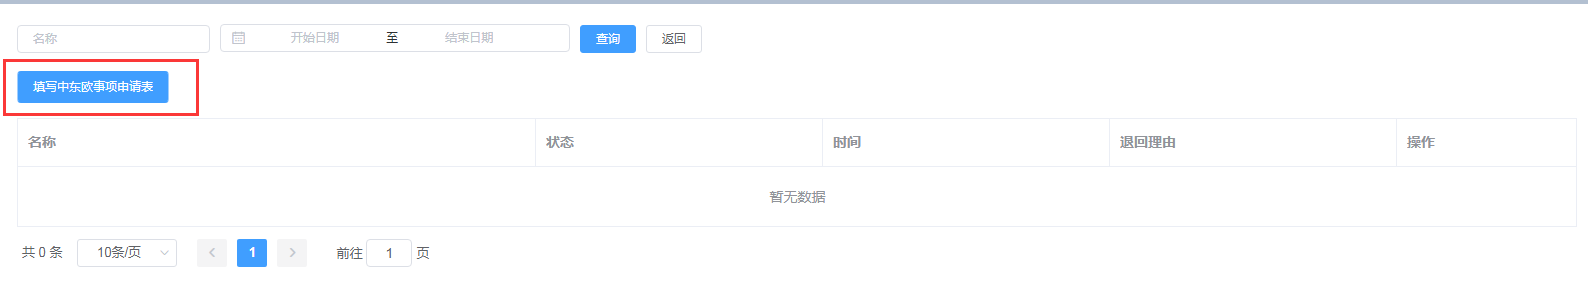 名称 开始日期 至 结束日期 查询 返回
填写中东欧事项申请表
名称 状态 时间 退回理由 操作
暂无数据
共 0 条 10条/页 1 前往 1 页